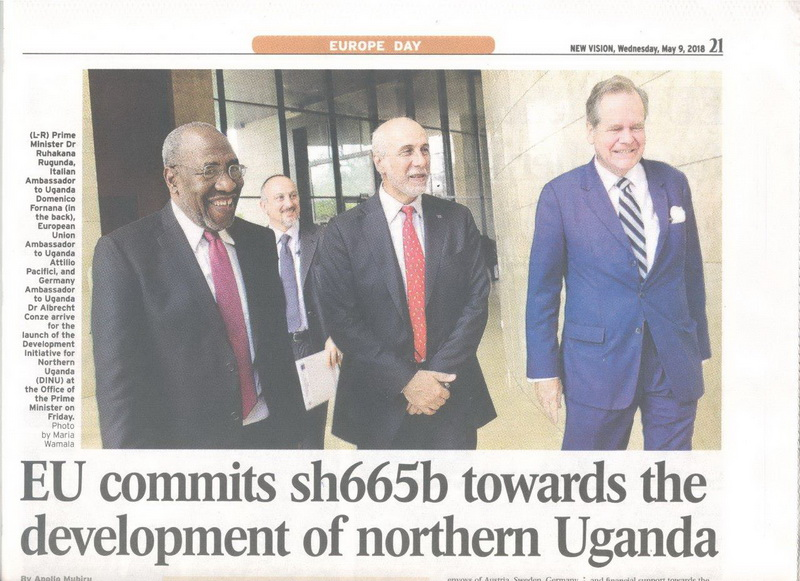 EUROPE DAY
NEW VISION, Wednesday, May 9, 2018 21
(L-R) Prime
Minister Dr
Ruhakana
Rugunda,
Italian
Ambassador
to Uganda
Domenico
Fornana (in
the back),
European
Union
Ambassador
to Uganda
Attilio
Pacifici, and
Germany
Ambassador
to Uganda
Dr Albrecht
Conze arrive
for the
launch of the
Development
Initiative for
Northern
Uganda
(DINU) at
the Office of
the Prime
Minister on
Friday.
Photo
by Maria
Wamala
EU commits sh665b towards the
development of northern Uganda
By Apollo Mubiru
envoys of Austria, Sweden, Germany,
and financial support towards the